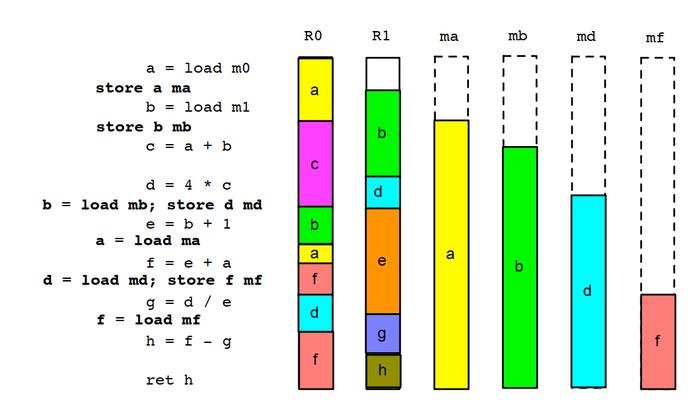 R0 R1 ma mb md mf
a = load m0
store a ma
b = load m1
store b mb
c = a + b
d = 4 * c
b = load mb; store d md
e = b + 1
a = load ma
f = e + a
d = load md; store f mf
g = d / e
f = load mf
h = f - g
ret h
a
c
b
a
f
d
f
b
d
e
g
h
a
b
d
f